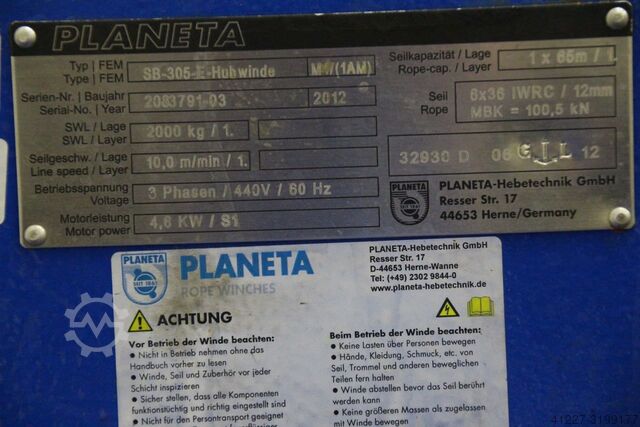 PLANETA
Typ | FEM
Type | FEM
SB-305-E-Hubwinde
M4/(1AM)
Serien-Nr. | Baujahr
Serial-No. | Year
2083791-03
2012
SWL / Lage
SWL / Layer
2000 kg / 1.
Seilgeschw. / Lage
Line speed / Layer
10,0 m/min / 1.
Betriebsspannung
Voltage
3 Phasen / 440V / 60 Hz
Motorleistung
Motor power
4,6 KW / S1
Seilkapazität / Lage
Rope-cap. / Layer
1 x 65m / 1.
Seil
Rope
6x36 IWRC / 12mm
MBK = 100,5 kN
32930 D 06 GIL 12
PLANETA-Hebetechnik GmbH
Resser Str. 17
44653 Herne/Germany
PLANETA
SEIT 1861
PLANETA
ROPE WINCHES
PLANETA-Hebetechnik GmbH
Resser Str. 17
D-44653 Herne-Wanne
Tel: (+49) 2302 9844-0
www.planeta-hebetechnik.de
ACHTUNG
Vor Betrieb der Winde beachten:
• Nicht in Betrieb nehmen ohne das
Handbuch vorher zu lesen
• Winde, Seil und Zubehör vor jeder
Schicht inspizieren
• Sicher stellen, dass alle Komponenten
funktionstüchtig und richtig eingestellt sind
• Nicht für Personentransport geeignet
Beim Betrieb der Winde beachten:
• Keine Lasten über Personen bewegen
• Hände, Kleidung, Schmuck, etc. von
Seil, Trommel und anderen beweglichen
Teilen fern halten
• Winde abstellen bevor das Seil berührt
werden kann
• Keine größeren Massen als zugelassen
mit der Winde bewegen
41227-3199177